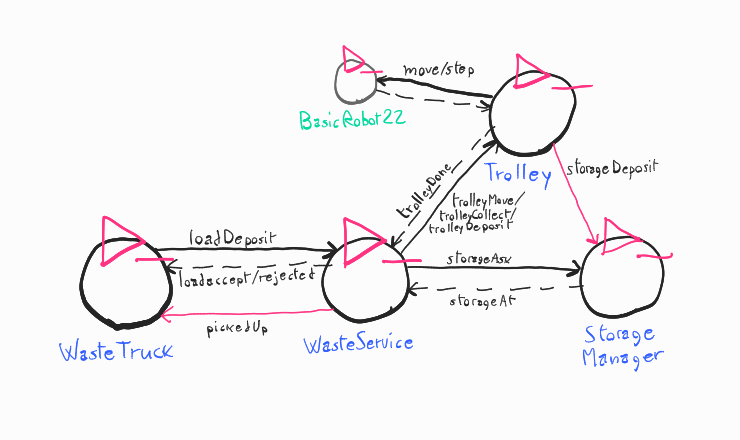 move/step
BasicRobot22
Trolley
storageDeposit
trolleyDone
trolleyMove/
trolleyCollect/
trolleyDeposit
loadDeposit
loadaccept/rejected
storageAsk
storageAt
pickedUp
WasteTruck
WasteService
Storage
Manager